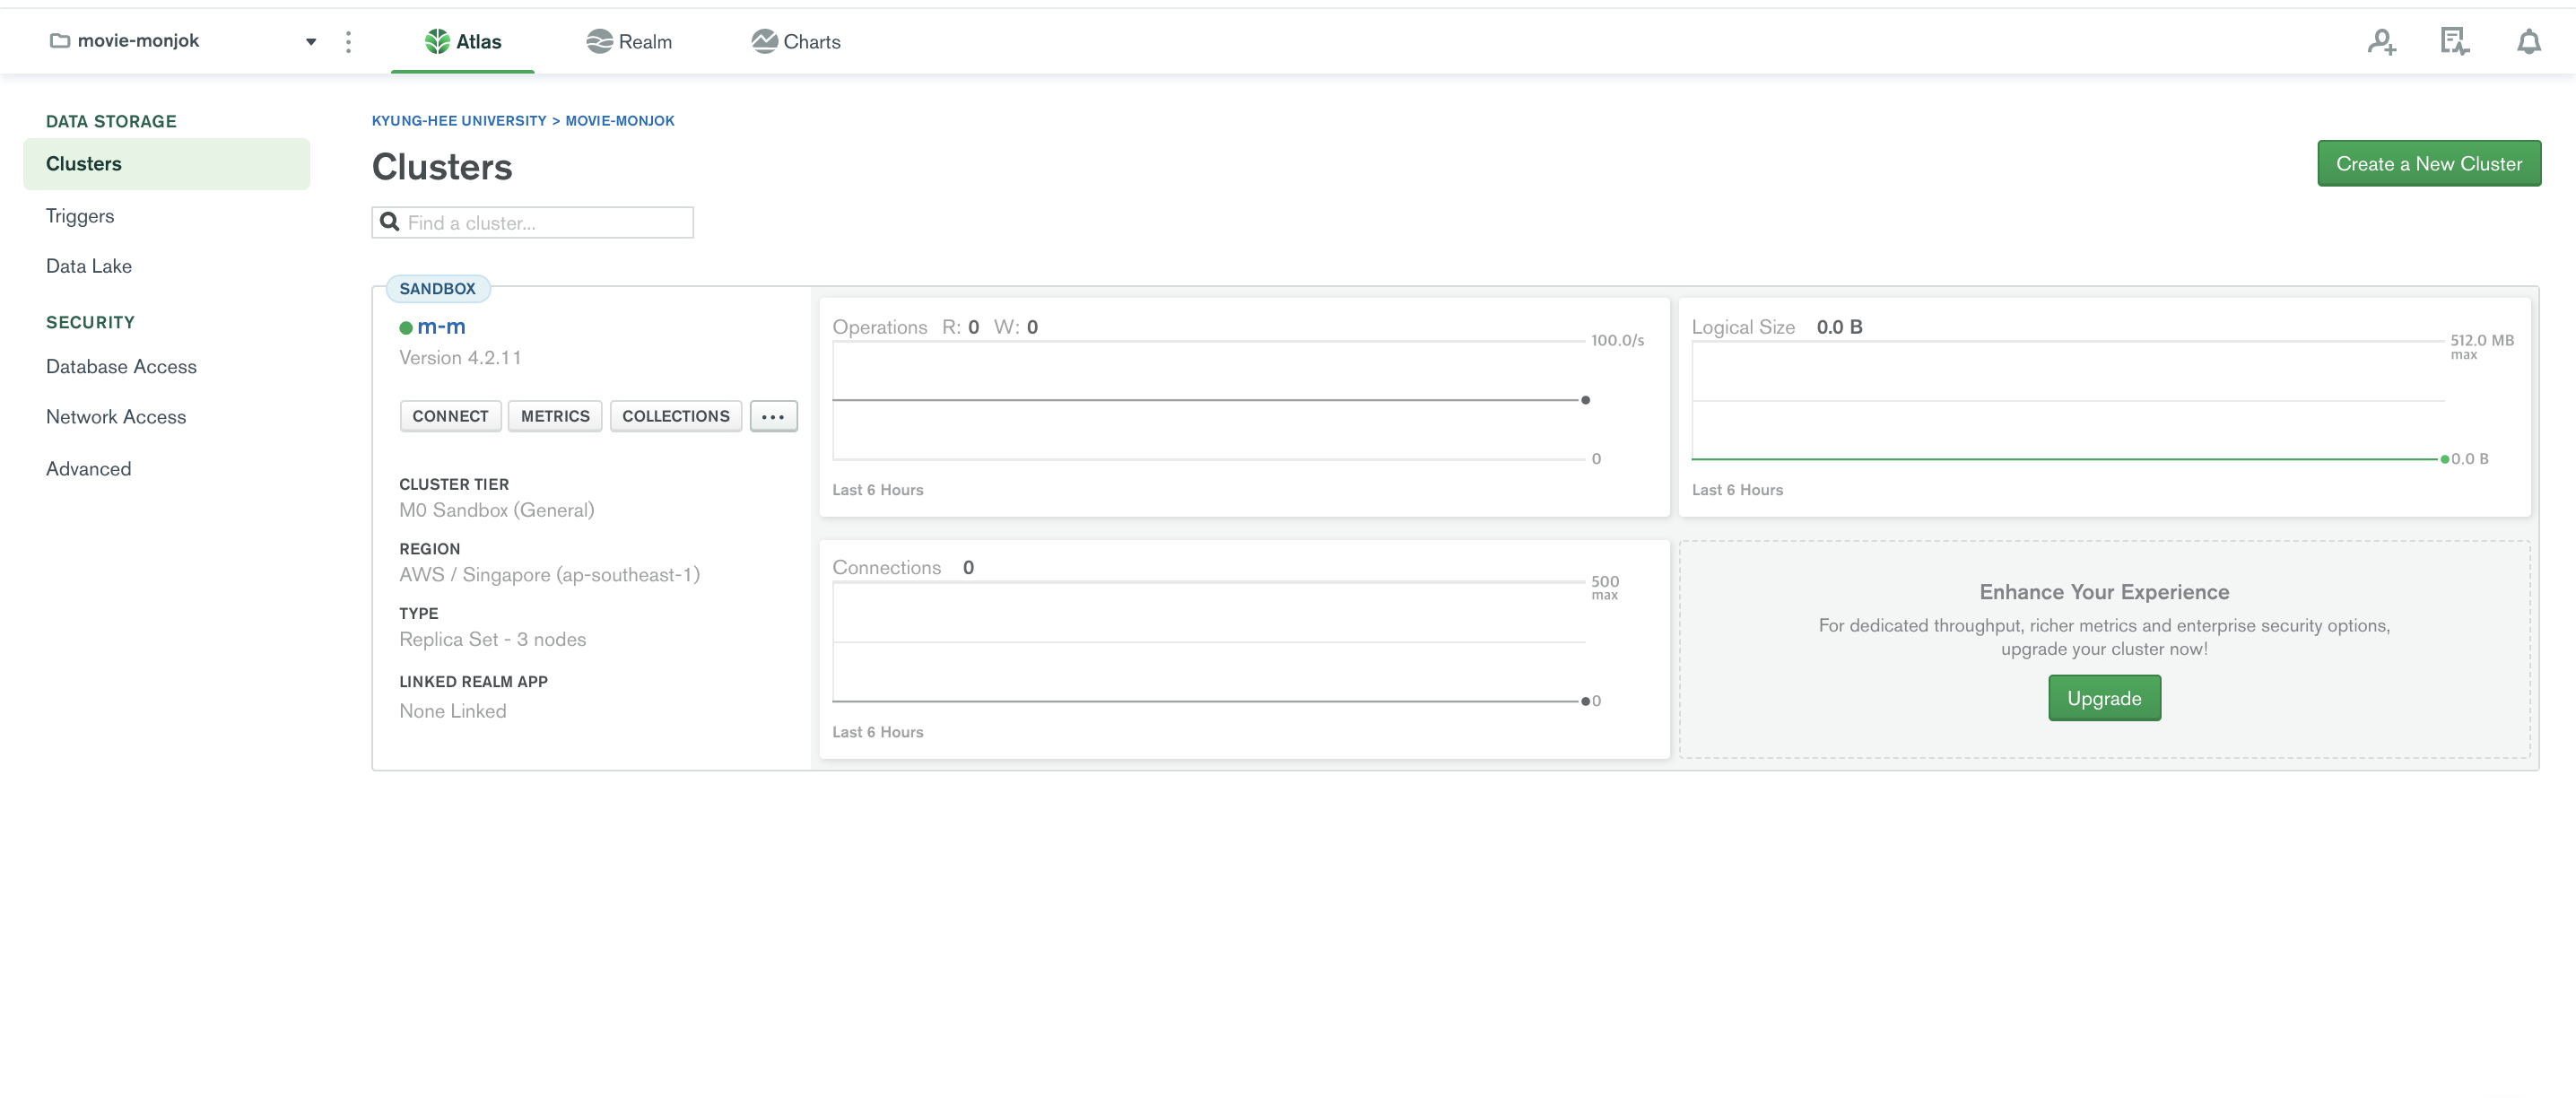 movie-monjok
Atlas
Realm
Charts
DATA STORAGE
Clusters
Triggers
Data Lake
SECURITY
Database Access
Network Access
Advanced
KYUNG-HEE UNIVERSITY > MOVIE-MONJOK
Clusters
Create a New Cluster
Find a cluster...
SANDBOX
m-m
Version 4.2.11
CONNECT METRICS COLLECTIONS ...
CLUSTER TIER
M0 Sandbox (General)
REGION
AWS / Singapore (ap-southeast-1)
TYPE
Replica Set - 3 nodes
LINKED REALM APP
None Linked
Operations R: 0 W: 0
100.0/s
0
Last 6 Hours
Logical Size 0.0 B
512.0 MB
max
0.0 B
Last 6 Hours
Connections 0
500
max
0
Last 6 Hours
Enhance Your Experience
For dedicated throughput, richer metrics and enterprise security options,
upgrade your cluster now!
Upgrade